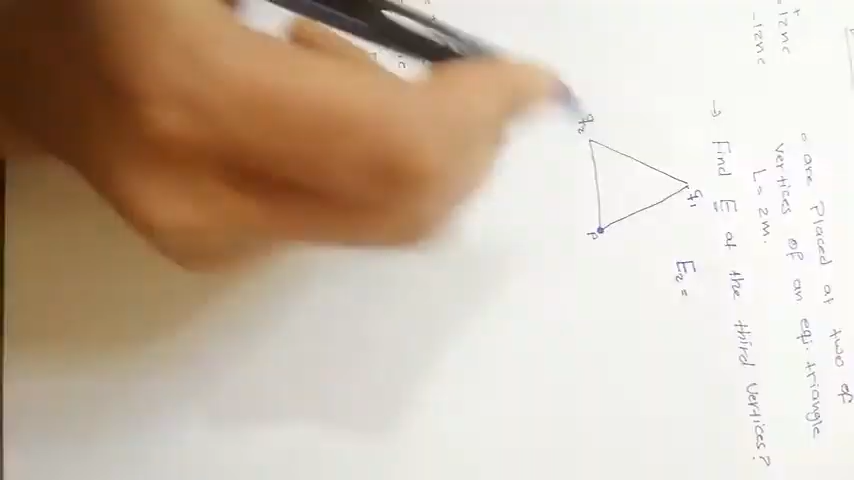 +12nc
-12nc
◦ are Placed at two of
vertices of an equi. triangle
L = 2m.
→ Find E at the third vertices?
q1
q2
P
E2 =